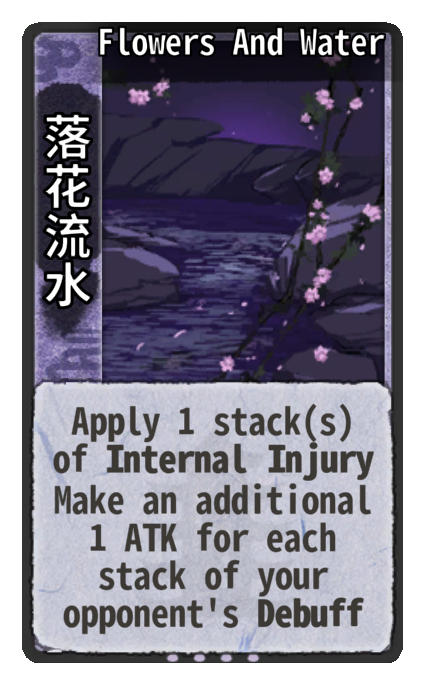 Flowers And Water
落花流水
Apply 1 stack(s)
of Internal Injury
Make an additional
1 ATK for each
stack of your
opponent's Debuff